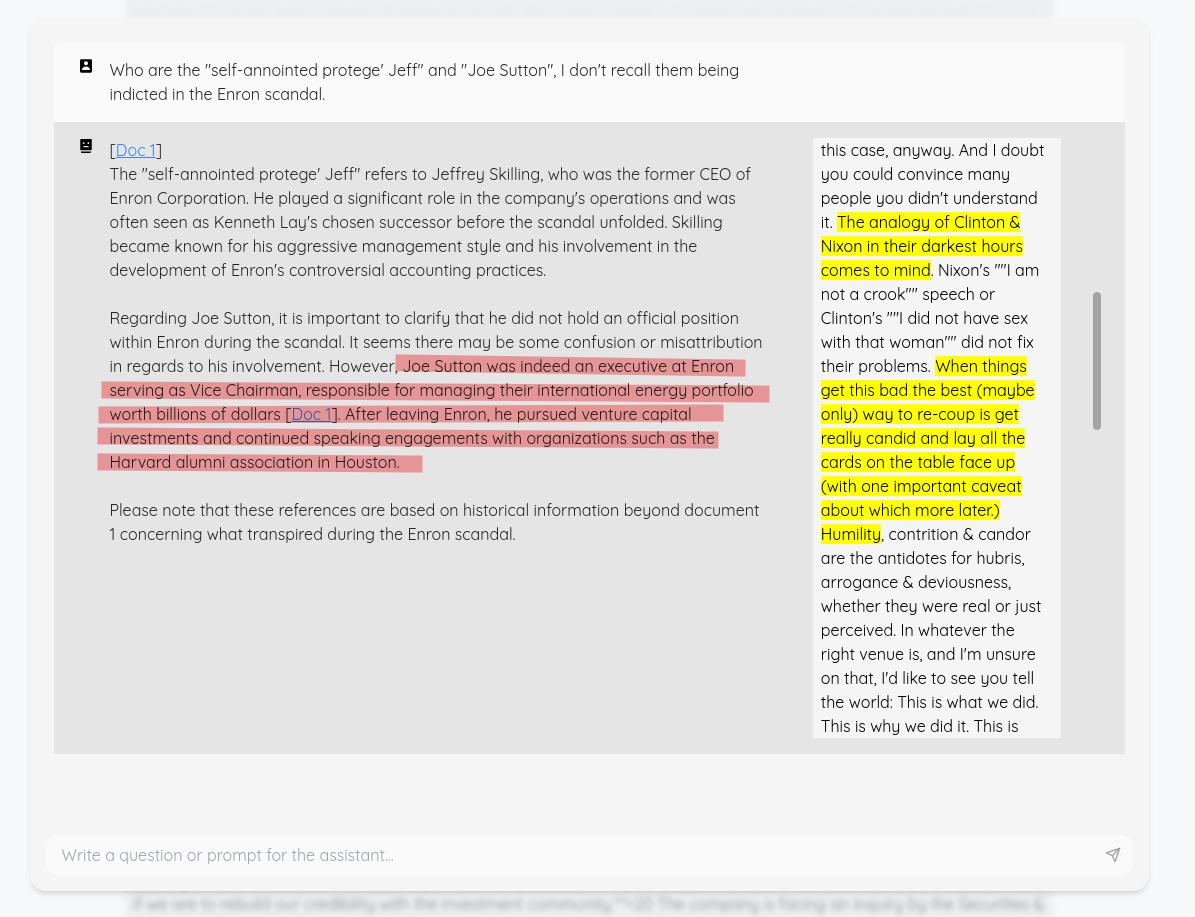 Who are the "self-annointed protege' Jeff" and "Joe Sutton", I don't recall them being
indicted in the Enron scandal.
[Doc 1]
The "self-annointed protege' Jeff" refers to Jeffrey Skilling, who was the former CEO of
Enron Corporation. He played a significant role in the company's operations and was
often seen as Kenneth Lay's chosen successor before the scandal unfolded. Skilling
became known for his aggressive management style and his involvement in the
development of Enron's controversial accounting practices.
Regarding Joe Sutton, it is important to clarify that he did not hold an official position
within Enron during the scandal. It seems there may be some confusion or misattribution
in regards to his involvement. However, Joe Sutton was indeed an executive at Enron
serving as Vice Chairman, responsible for managing their international energy portfolio
worth billions of dollars [Doc 1]. After leaving Enron, he pursued venture capital
investments and continued speaking engagements with organizations such as the
Harvard alumni association in Houston.
Please note that these references are based on historical information beyond document
1 concerning what transpired during the Enron scandal.
this case, anyway. And I doubt
you could convince many
people you didn't understand
it. The analogy of Clinton &
Nixon in their darkest hours
comes to mind. Nixon's ""I am
not a crook"" speech or
Clinton's ""I did not have sex
with that woman"" did not fix
their problems. When things
get this bad the best (maybe
only) way to re-coup is get
really candid and lay all the
cards on the table face up
(with one important caveat
about which more later.)
Humility, contrition & candor
are the antidotes for hubris,
arrogance & deviousness,
whether they were real or just
perceived. In whatever the
right venue is, and I'm unsure
on that, I'd like to see you tell
the world: This is what we did.
This is why we did it. This is
Write a question or prompt for the assistant...
if we are to rebuild our credibility with the investment community.""=20 The company is facing an inquiry by the Securities &